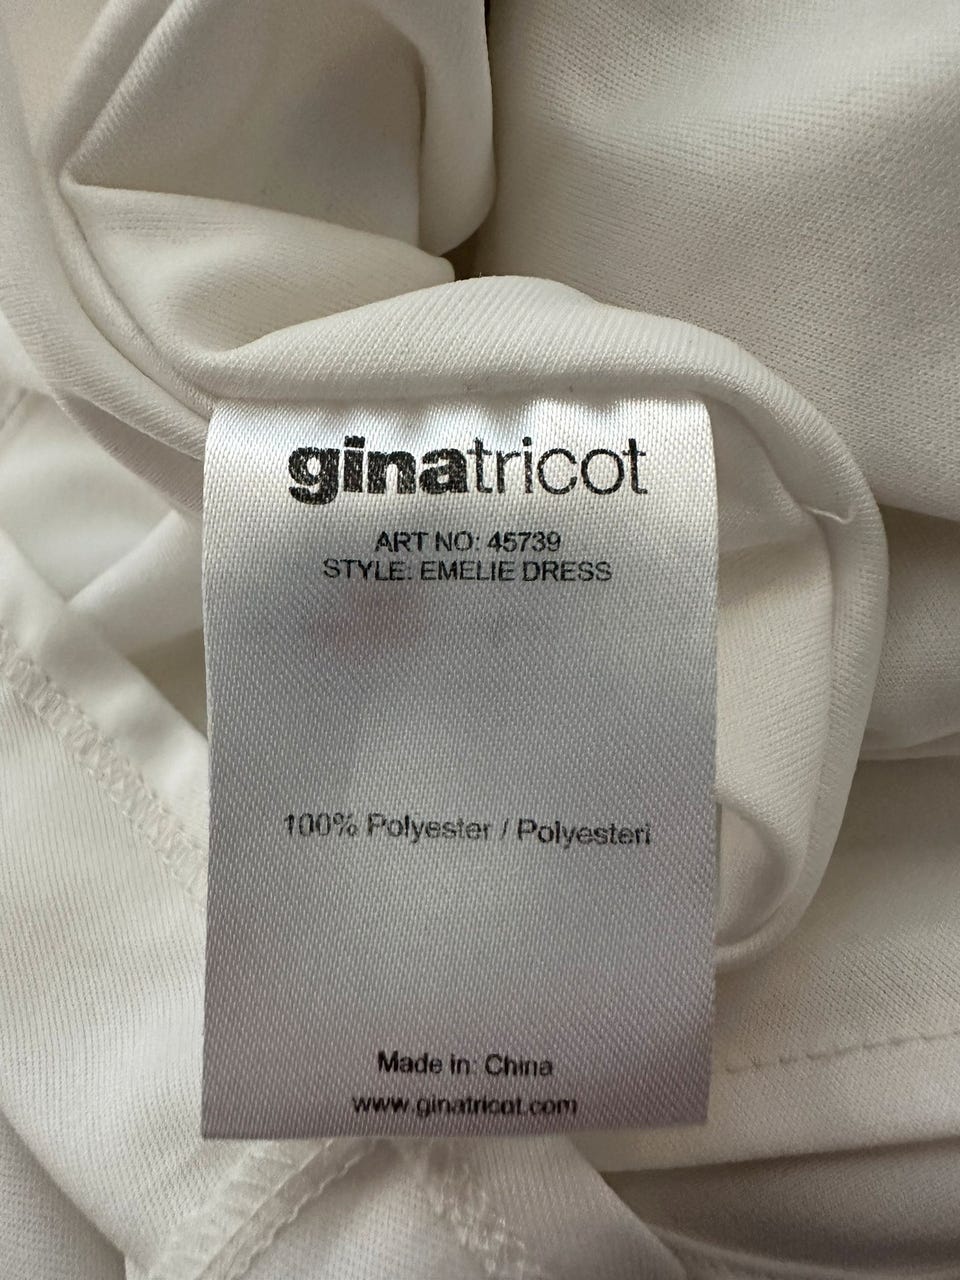 ginatricot
ART NO: 45739
STYLE: EMELIE DRESS
100% Polyester / Polyesteri
Made in: China
www.ginatricot.com